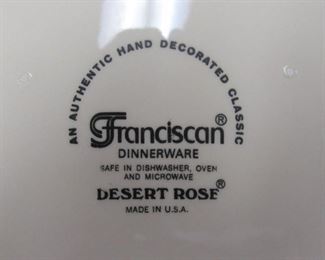 AN AUTHENTIC HAND DECORATED CLASSIC
Franciscan®
DINNERWARE
SAFE IN DISHWASHER, OVEN
AND MICROWAVE
DESERT ROSE®
MADE IN U.S.A.